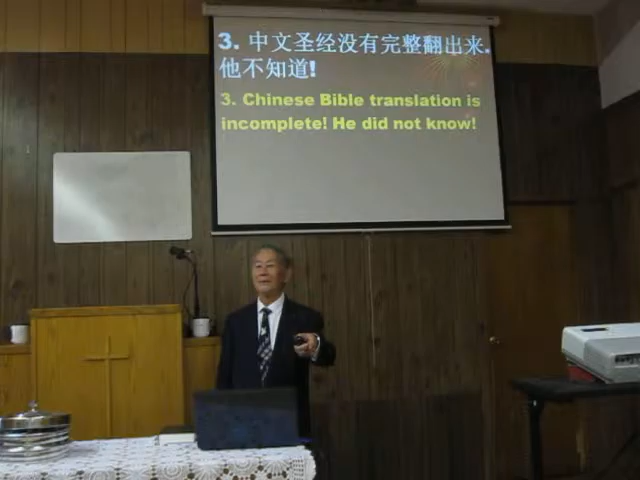 3. 中文圣经没有完整翻出来.
他不知道!
3. Chinese Bible translation is
incomplete! He did not know!